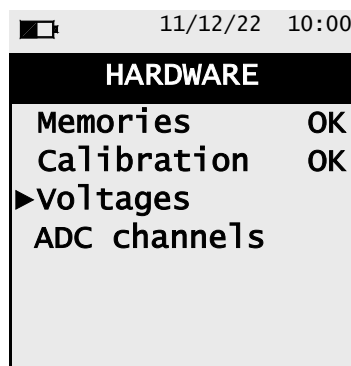 11/12/22 10:00
HARDWARE
Memories OK
Calibration OK
►Voltages
ADC channels